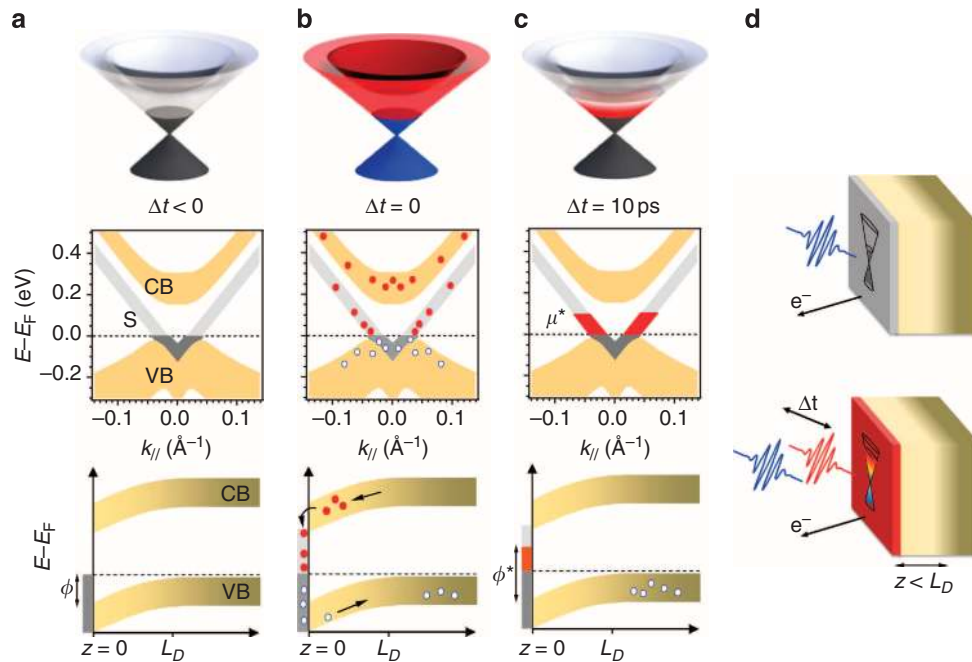 a
b
c
d
Δt < 0
Δt = 0
Δt = 10 ps
E–E_F (eV)
0.4
0.2
0.0
–0.2
CB
S
VB
μ*
–0.1 0.0 0.1
–0.1 0.0 0.1
–0.1 0.0 0.1
k_// (Å⁻¹)
k_// (Å⁻¹)
k_// (Å⁻¹)
E–E_F
CB
ϕ
VB
ϕ*
z = 0 L_D
z = 0 L_D
z = 0 L_D
e⁻
Δt
e⁻
z < L_D